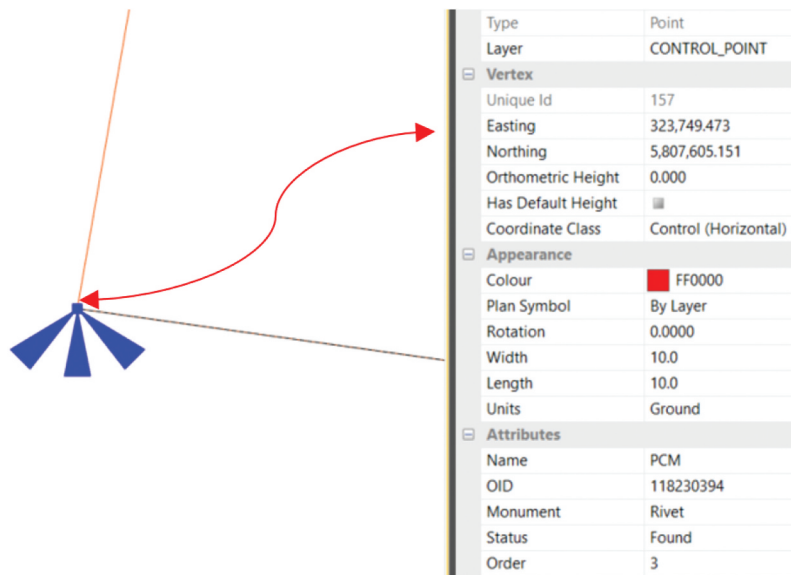 Type Point
Layer CONTROL_POINT
Vertex
Unique Id 157
Easting 323,749.473
Northing 5,807,605.151
Orthometric Height 0.000
Has Default Height
Coordinate Class Control (Horizontal)
Appearance
Colour FF0000
Plan Symbol By Layer
Rotation 0.0000
Width 10.0
Length 10.0
Units Ground
Attributes
Name PCM
OID 118230394
Monument Rivet
Status Found
Order 3